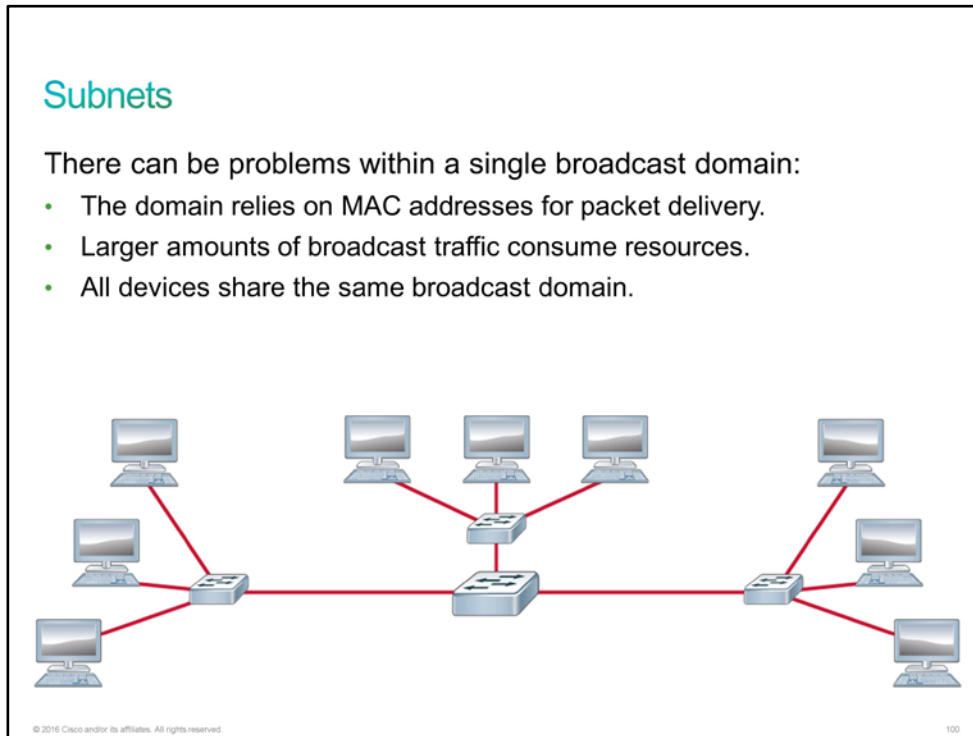 Subnets
There can be problems within a single broadcast domain:
• The domain relies on MAC addresses for packet delivery.
• Larger amounts of broadcast traffic consume resources.
• All devices share the same broadcast domain.
© 2016 Cisco and/or its affiliates. All rights reserved.
100